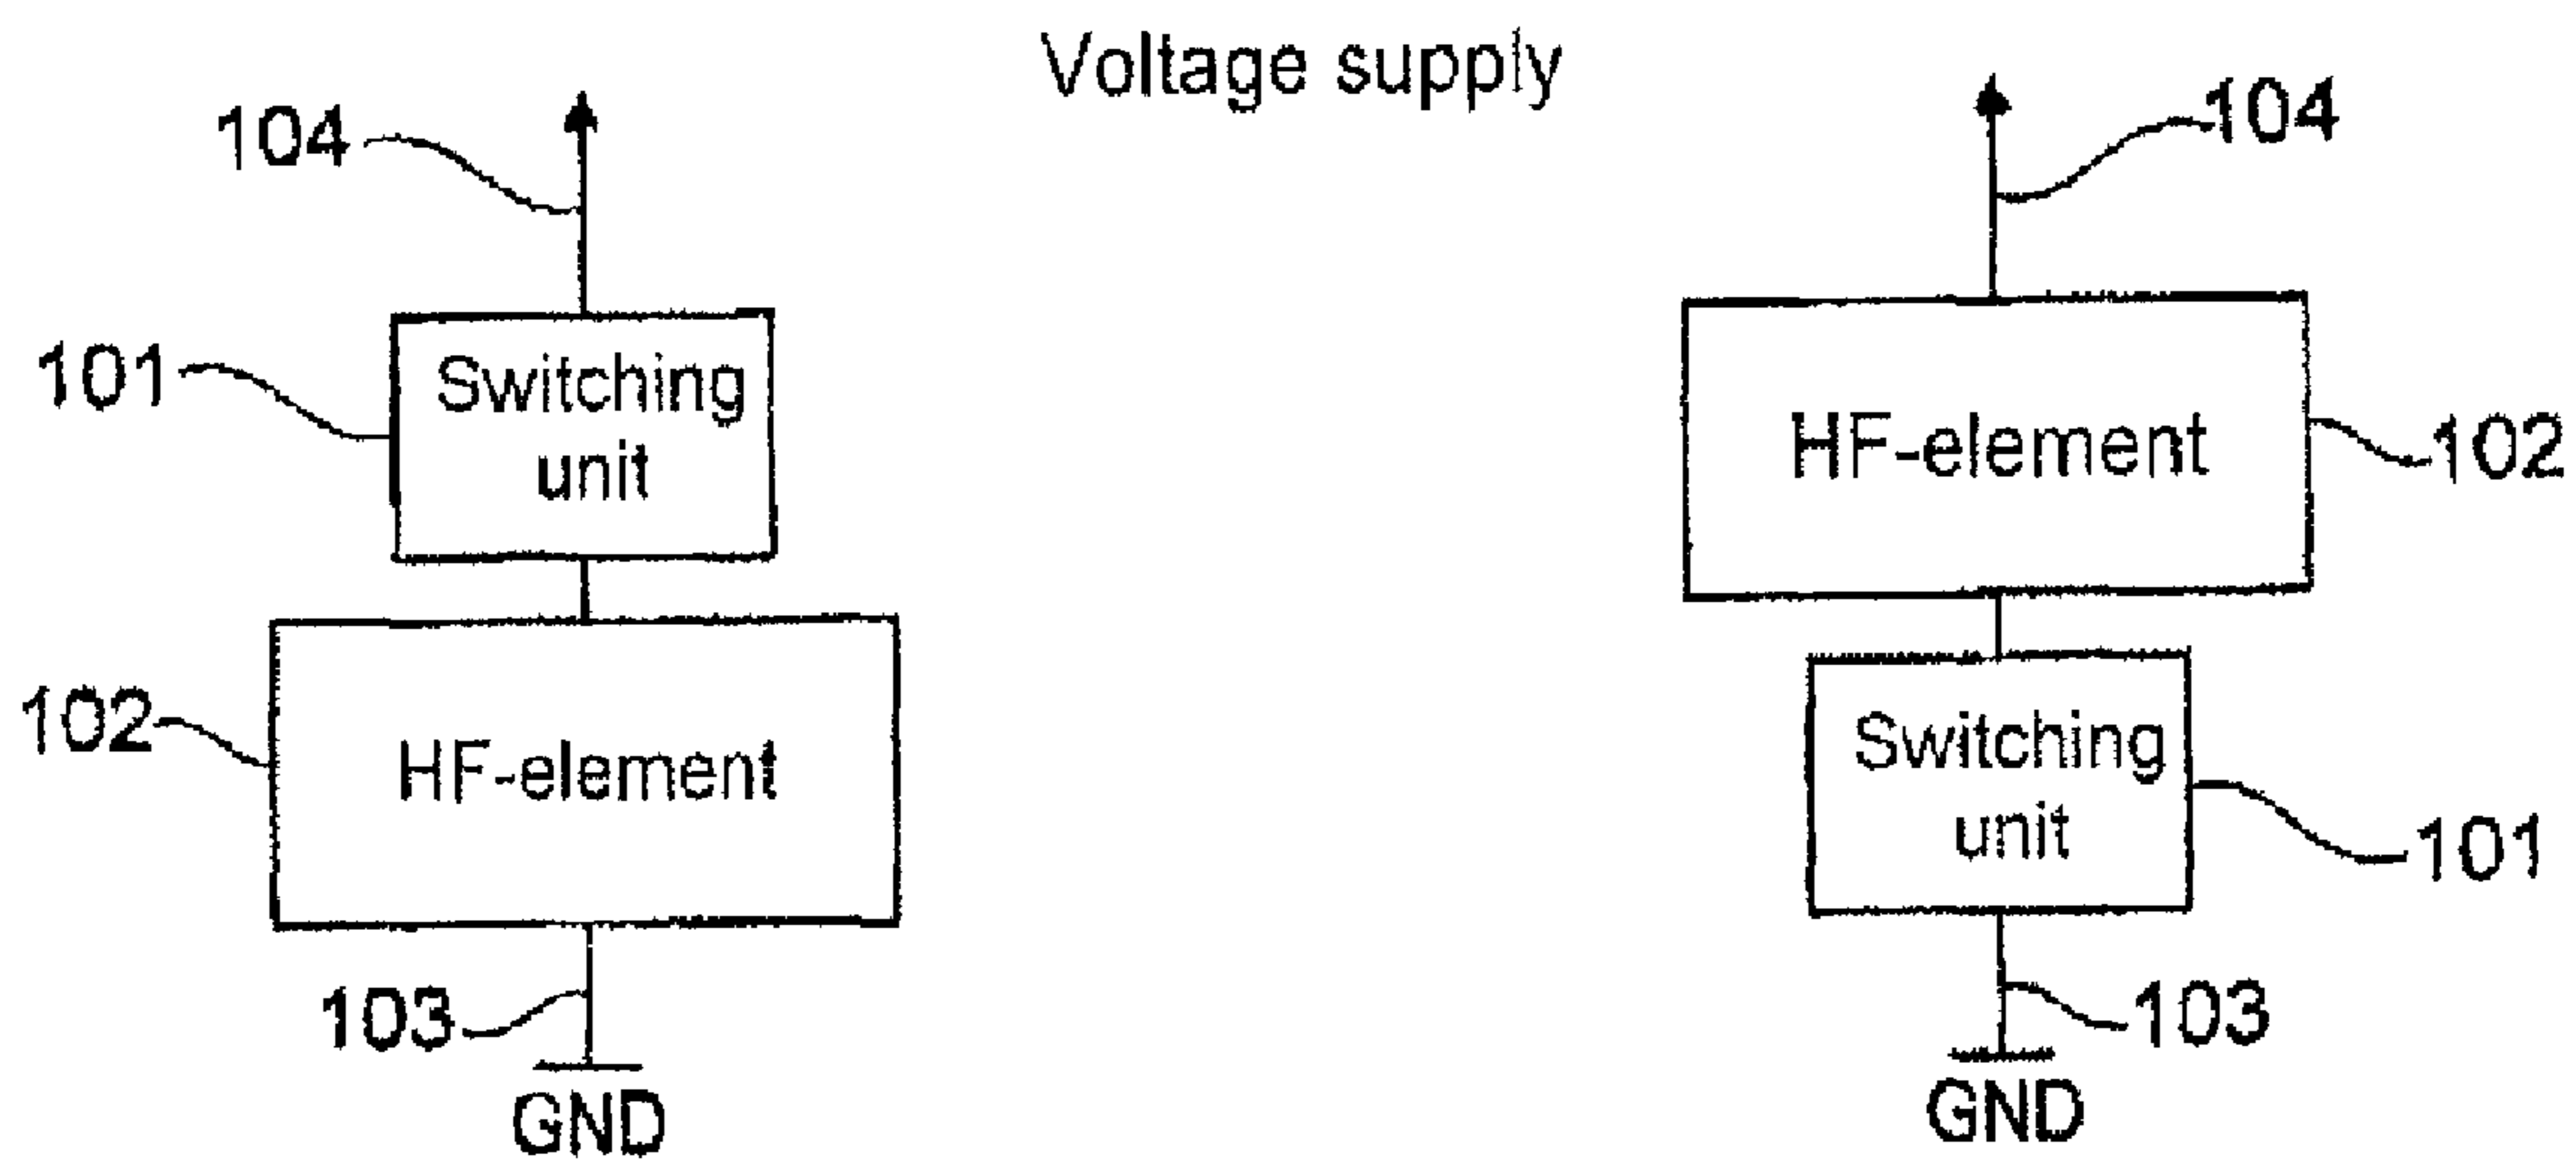 Voltage supply
104
101
Switching
unit
102
HF-element
103
GND
104
HF-element
102
Switching
unit
101
103
GND